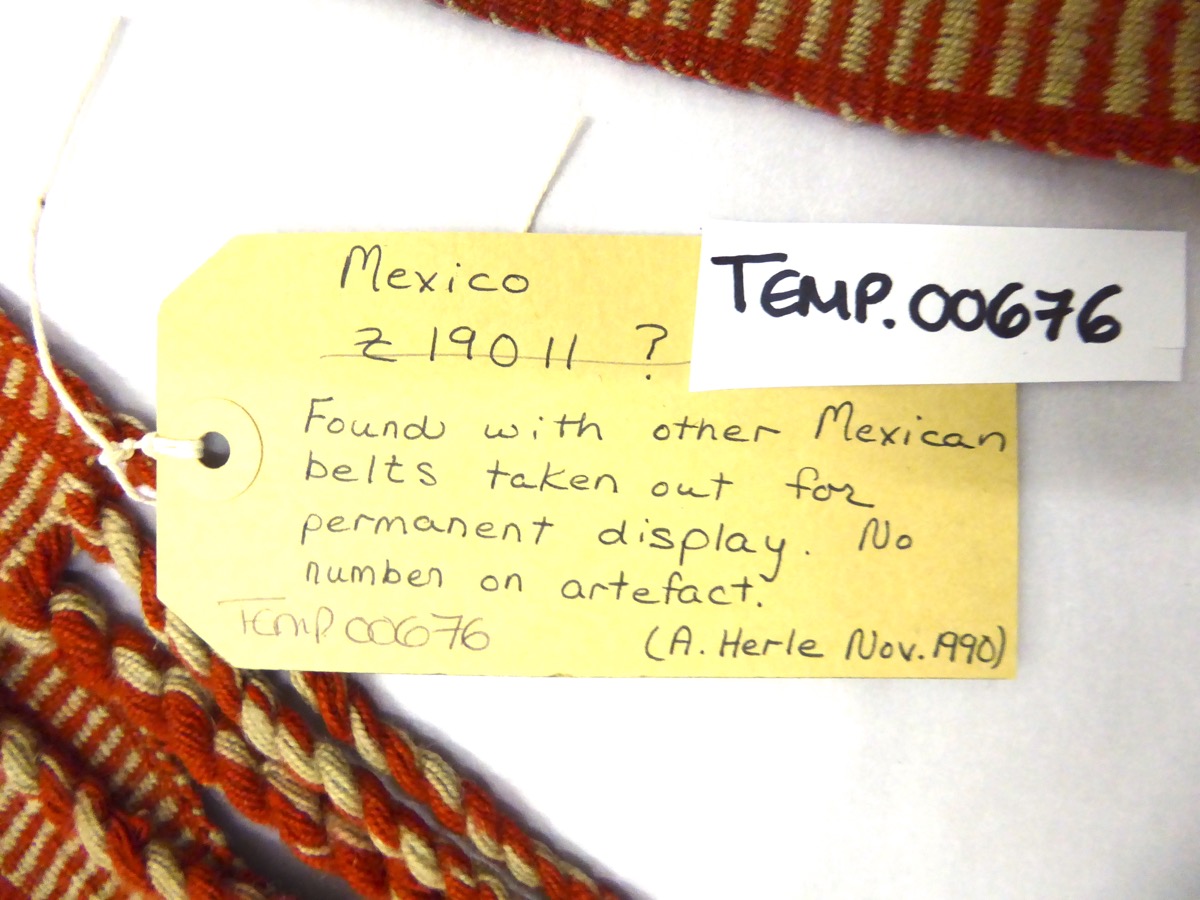 Mexico
Z 19011 ?
TEMP. 00676
Found with other Mexican
belts taken out for
permanent display. No
number on artefact.
TEMP 00676
(A. Herle Nov. 1990)